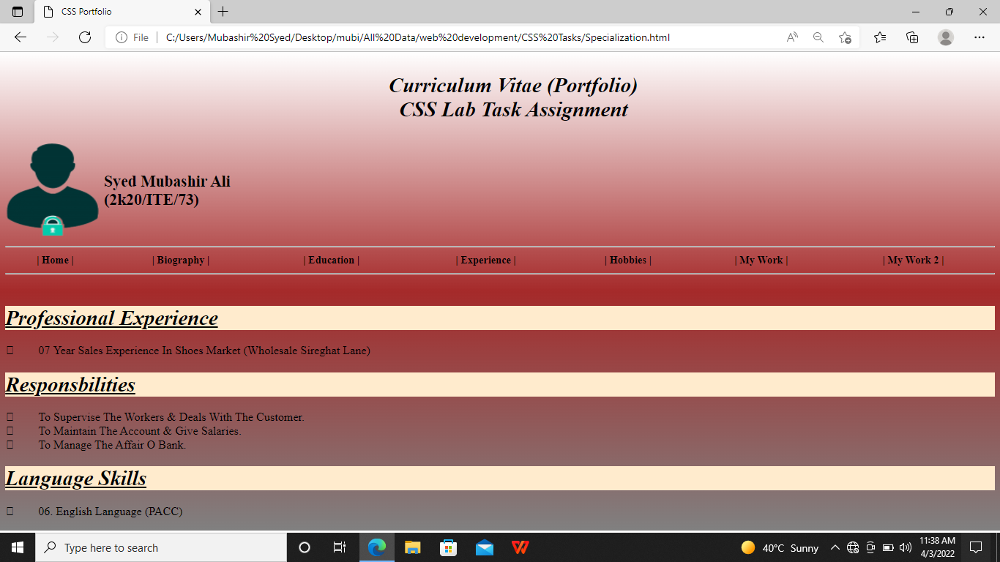 CSS Portfolio
File
C:/Users/Mubashir%20Syed/Desktop/mubi/All%20Data/web%20development/CSS%20Tasks/Specialization.html
Curriculum Vitae (Portfolio)
CSS Lab Task Assignment
Syed Mubashir Ali
(2k20/ITE/73)
| Home | | Biography | | Education | | Experience | | Hobbies | | My Work | | My Work 2 |
Professional Experience
07 Year Sales Experience In Shoes Market (Wholesale Sireghat Lane)
Responsbilities
To Supervise The Workers & Deals With The Customer.
To Maintain The Account & Give Salaries.
To Manage The Affair O Bank.
Language Skills
06. English Language (PACC)
Type here to search
40°C Sunny
11:38 AM
4/3/2022